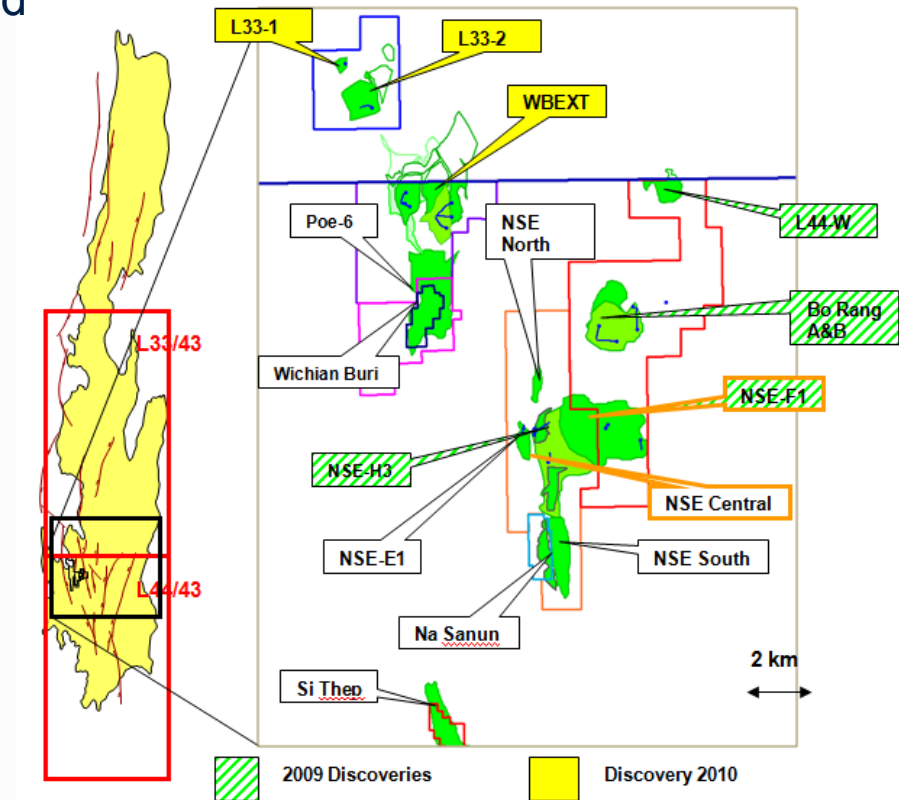 d
L33-1
L33-2
WBEXT
Poe-6
NSE
North
L44-W
L33/43
Bo Rang
A&B
Wichian Buri
NSE-F1
NSE-H3
NSE Central
NSE-E1
NSE South
L44/43
Na Sanun
2 km
Si Thep
2009 Discoveries
Discovery 2010